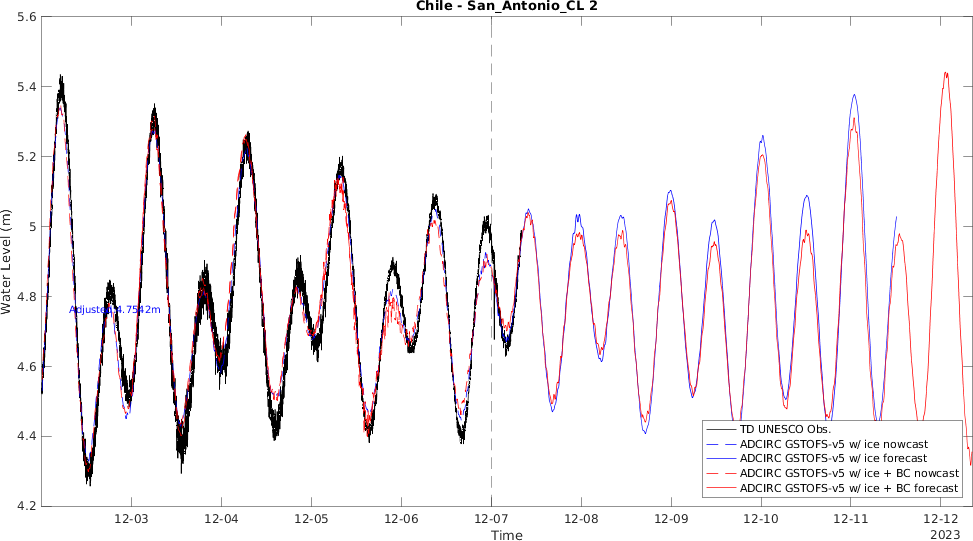 Chile - San_Antonio_CL 2
5.6
5.4
5.2
5
4.8
4.6
4.4
4.2
Water Level (m)
Adjusted 4.7542m
TD UNESCO Obs.
ADCIRC GSTOFS-v5 w/ ice nowcast
ADCIRC GSTOFS-v5 w/ ice forecast
ADCIRC GSTOFS-v5 w/ ice + BC nowcast
ADCIRC GSTOFS-v5 w/ ice + BC forecast
12-03 12-04 12-05 12-06 12-07 12-08 12-09 12-10 12-11 12-12
Time
2023